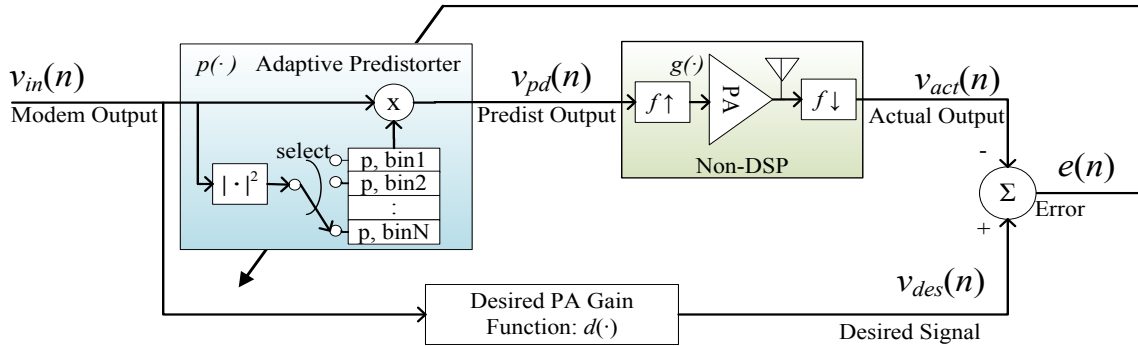 p(·) Adaptive Predistorter
v_in(n)
Modem Output
x
select
|·|²
p, bin1
p, bin2
:
p, binN
v_pd(n)
Predist Output
g(·)
f↑
PA
f↓
Non-DSP
v_act(n)
Actual Output
-
Σ
+
e(n)
Error
Desired PA Gain
Function: d(·)
v_des(n)
Desired Signal